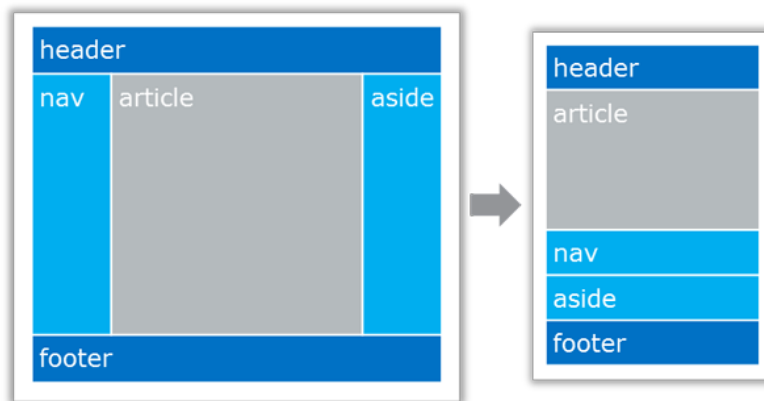 header
nav
article
aside
footer
header
article
nav
aside
footer